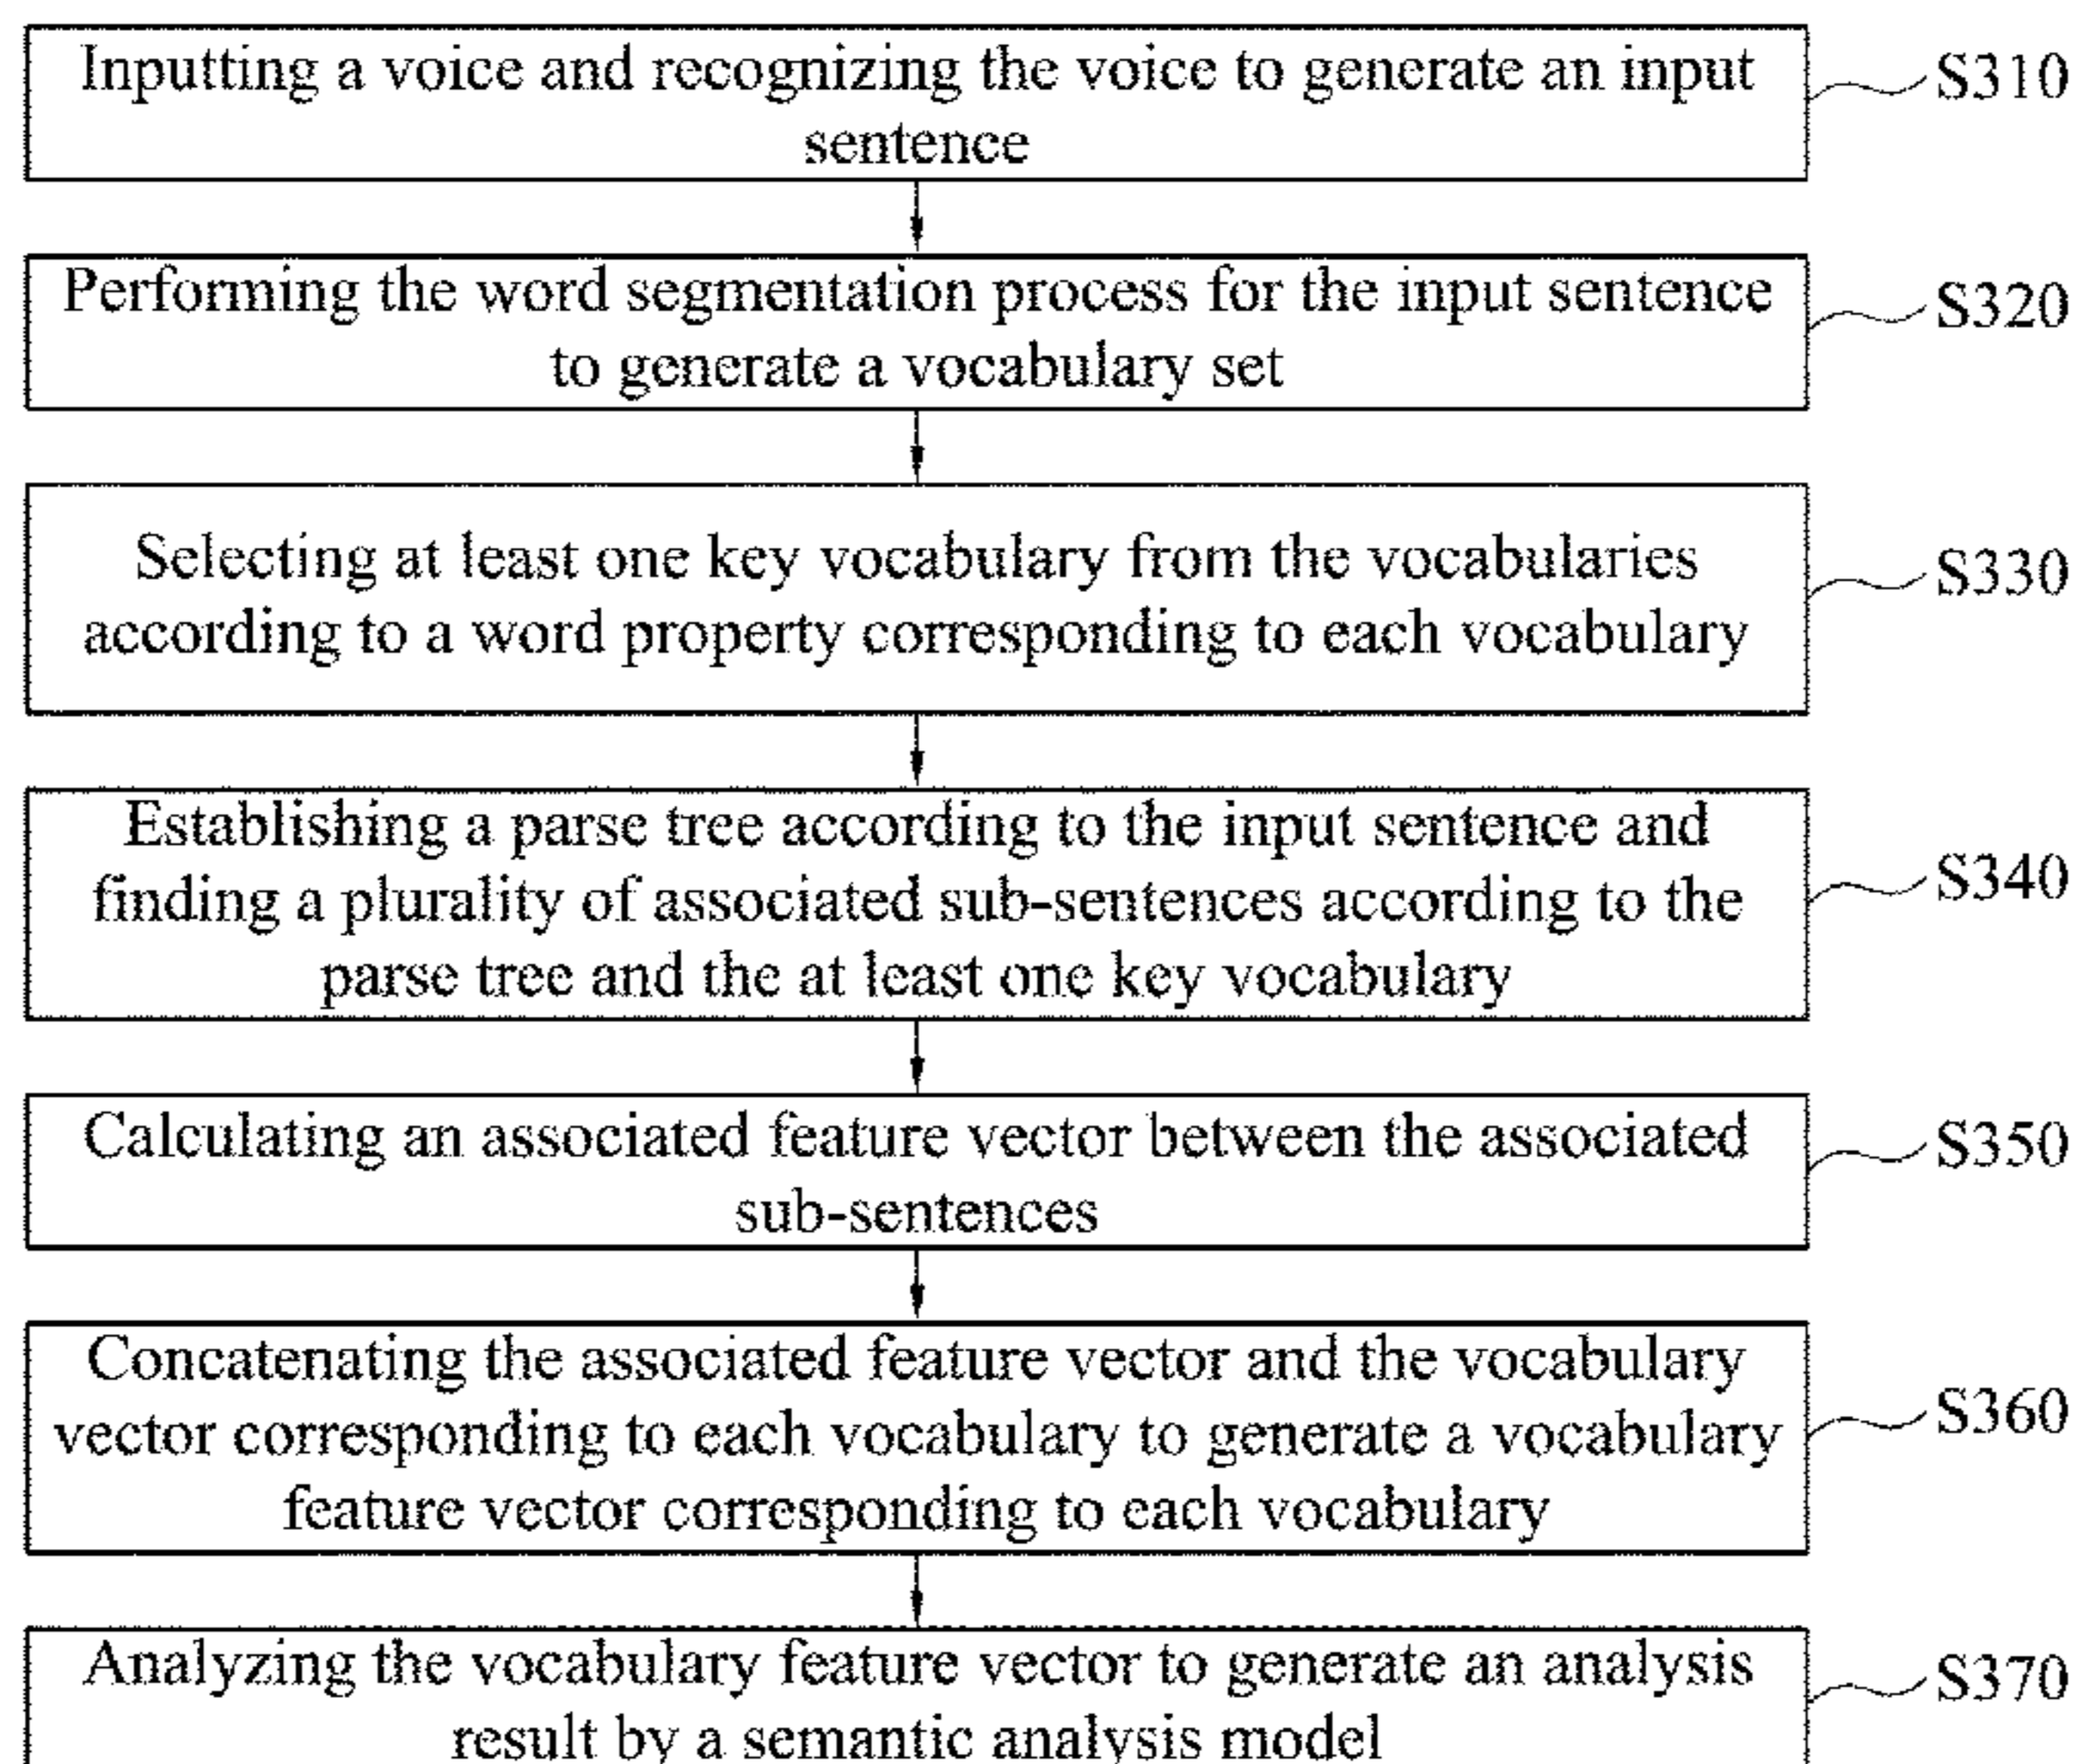 Inputting a voice and recognizing the voice to generate an input
sentence
S310
Performing the word segmentation process for the input sentence
to generate a vocabulary set
S320
Selecting at least one key vocabulary from the vocabularies
according to a word property corresponding to each vocabulary
S330
Establishing a parse tree according to the input sentence and
finding a plurality of associated sub-sentences according to the
parse tree and the at least one key vocabulary
S340
Calculating an associated feature vector between the associated
sub-sentences
S350
Concatenating the associated feature vector and the vocabulary
vector corresponding to each vocabulary to generate a vocabulary
feature vector corresponding to each vocabulary
S360
Analyzing the vocabulary feature vector to generate an analysis
result by a semantic analysis model
S370